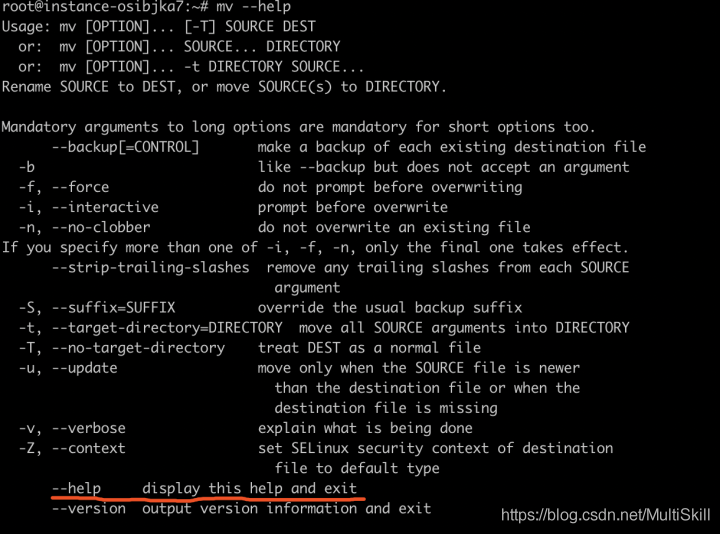 root@instance-osibjka7:~# mv --help
Usage: mv [OPTION]... [-T] SOURCE DEST
  or:  mv [OPTION]... SOURCE... DIRECTORY
  or:  mv [OPTION]... -t DIRECTORY SOURCE...
Rename SOURCE to DEST, or move SOURCE(s) to DIRECTORY.

Mandatory arguments to long options are mandatory for short options too.
      --backup[=CONTROL]       make a backup of each existing destination file
  -b                           like --backup but does not accept an argument
  -f, --force                  do not prompt before overwriting
  -i, --interactive            prompt before overwrite
  -n, --no-clobber             do not overwrite an existing file
If you specify more than one of -i, -f, -n, only the final one takes effect.
      --strip-trailing-slashes  remove any trailing slashes from each SOURCE
                                 argument
  -S, --suffix=SUFFIX          override the usual backup suffix
  -t, --target-directory=DIRECTORY  move all SOURCE arguments into DIRECTORY
  -T, --no-target-directory    treat DEST as a normal file
  -u, --update                 move only when the SOURCE file is newer
                                 than the destination file or when the
                                 destination file is missing
  -v, --verbose                explain what is being done
  -Z, --context                set SELinux security context of destination
                                 file to default type
      --help     display this help and exit
      --version  output version information and exit
https://blog.csdn.net/MultiSkill